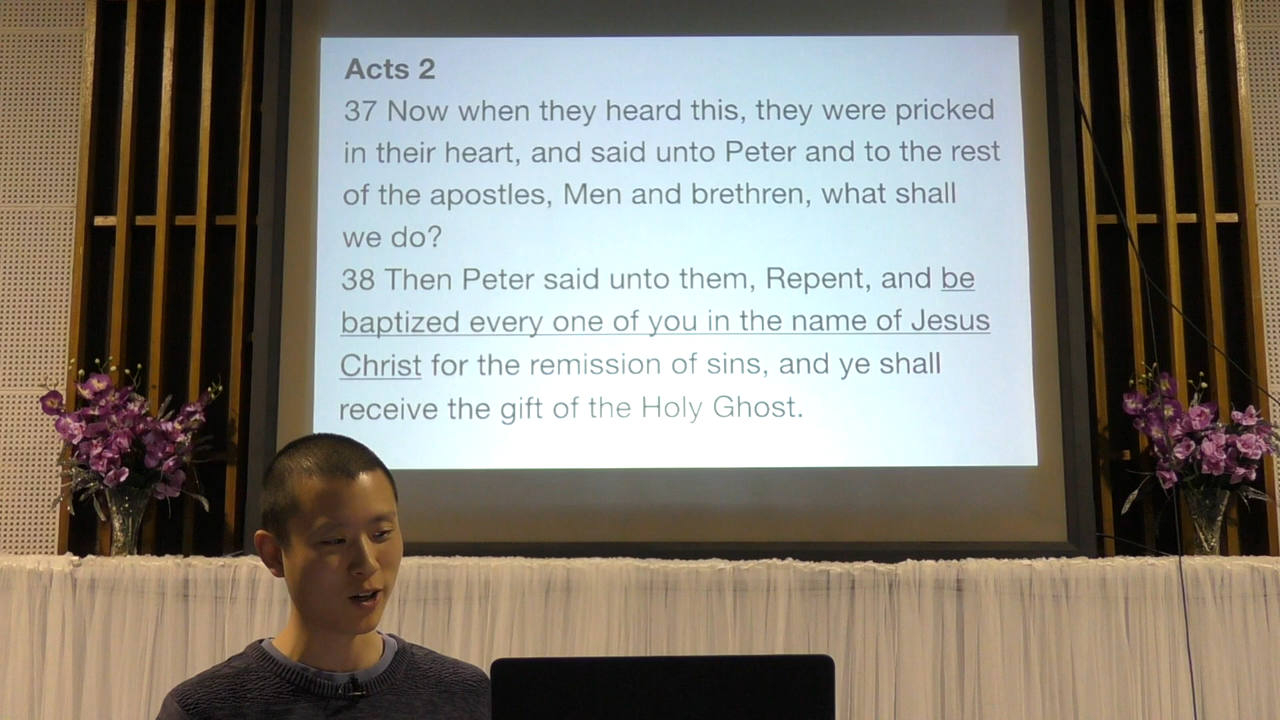 Acts 2
37 Now when they heard this, they were pricked
in their heart, and said unto Peter and to the rest
of the apostles, Men and brethren, what shall
we do?
38 Then Peter said unto them, Repent, and be
baptized every one of you in the name of Jesus
Christ for the remission of sins, and ye shall
receive the gift of the Holy Ghost.